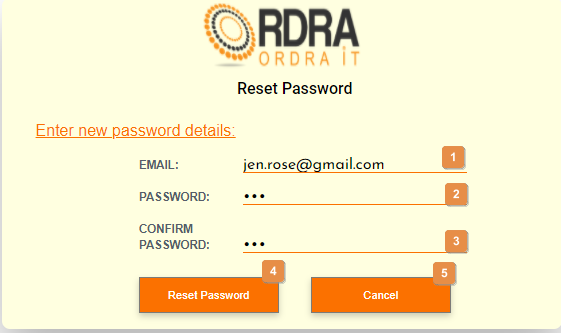 ORDRA
ORDRA iT
Reset Password
Enter new password details:
EMAIL: jen.rose@gmail.com 1
PASSWORD: ••• 2
CONFIRM
PASSWORD: ••• 3
4 5
Reset Password Cancel